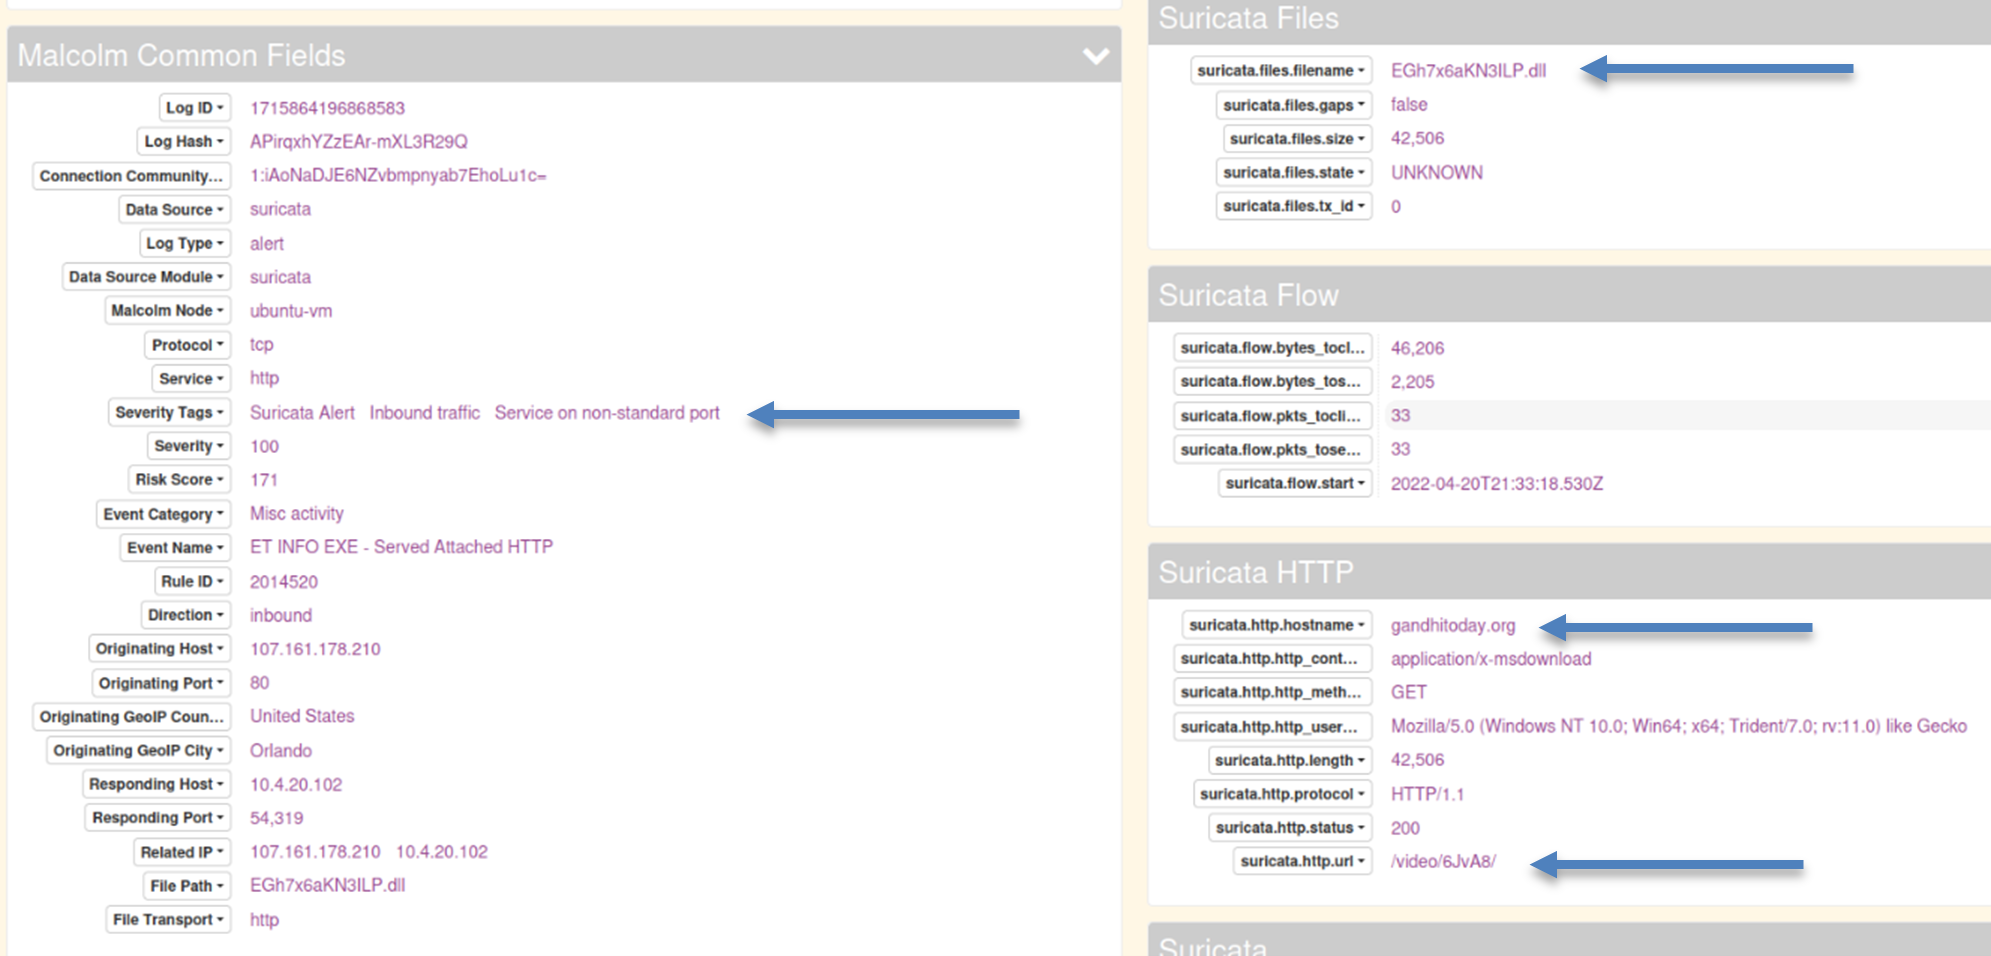 Malcolm Common Fields
Log ID 1715864196868583
Log Hash APirqxhYZzEAr-mXL3R29Q
Connection Community... 1:iAoNaDJE6NZvbmpnyab7EhoLu1c=
Data Source suricata
Log Type alert
Data Source Module suricata
Malcolm Node ubuntu-vm
Protocol tcp
Service http
Severity Tags Suricata Alert Inbound traffic Service on non-standard port
Severity 100
Risk Score 171
Event Category Misc activity
Event Name ET INFO EXE - Served Attached HTTP
Rule ID 2014520
Direction inbound
Originating Host 107.161.178.210
Originating Port 80
Originating GeoIP Coun... United States
Originating GeoIP City Orlando
Responding Host 10.4.20.102
Responding Port 54,319
Related IP 107.161.178.210 10.4.20.102
File Path EGh7x6aKN3ILP.dll
File Transport http
Suricata Files
suricata.files.filename EGh7x6aKN3ILP.dll
suricata.files.gaps false
suricata.files.size 42,506
suricata.files.state UNKNOWN
suricata.files.tx_id 0
Suricata Flow
suricata.flow.bytes_tocl... 46,206
suricata.flow.bytes_tos... 2,205
suricata.flow.pkts_tocli... 33
suricata.flow.pkts_tose... 33
suricata.flow.start 2022-04-20T21:33:18.530Z
Suricata HTTP
suricata.http.hostname gandhitoday.org
suricata.http.http_cont... application/x-msdownload
suricata.http.http_meth... GET
suricata.http.http_user... Mozilla/5.0 (Windows NT 10.0; Win64; x64; Trident/7.0; rv:11.0) like Gecko
suricata.http.length 42,506
suricata.http.protocol HTTP/1.1
suricata.http.status 200
suricata.http.url /video/6JvA8/
Suricata